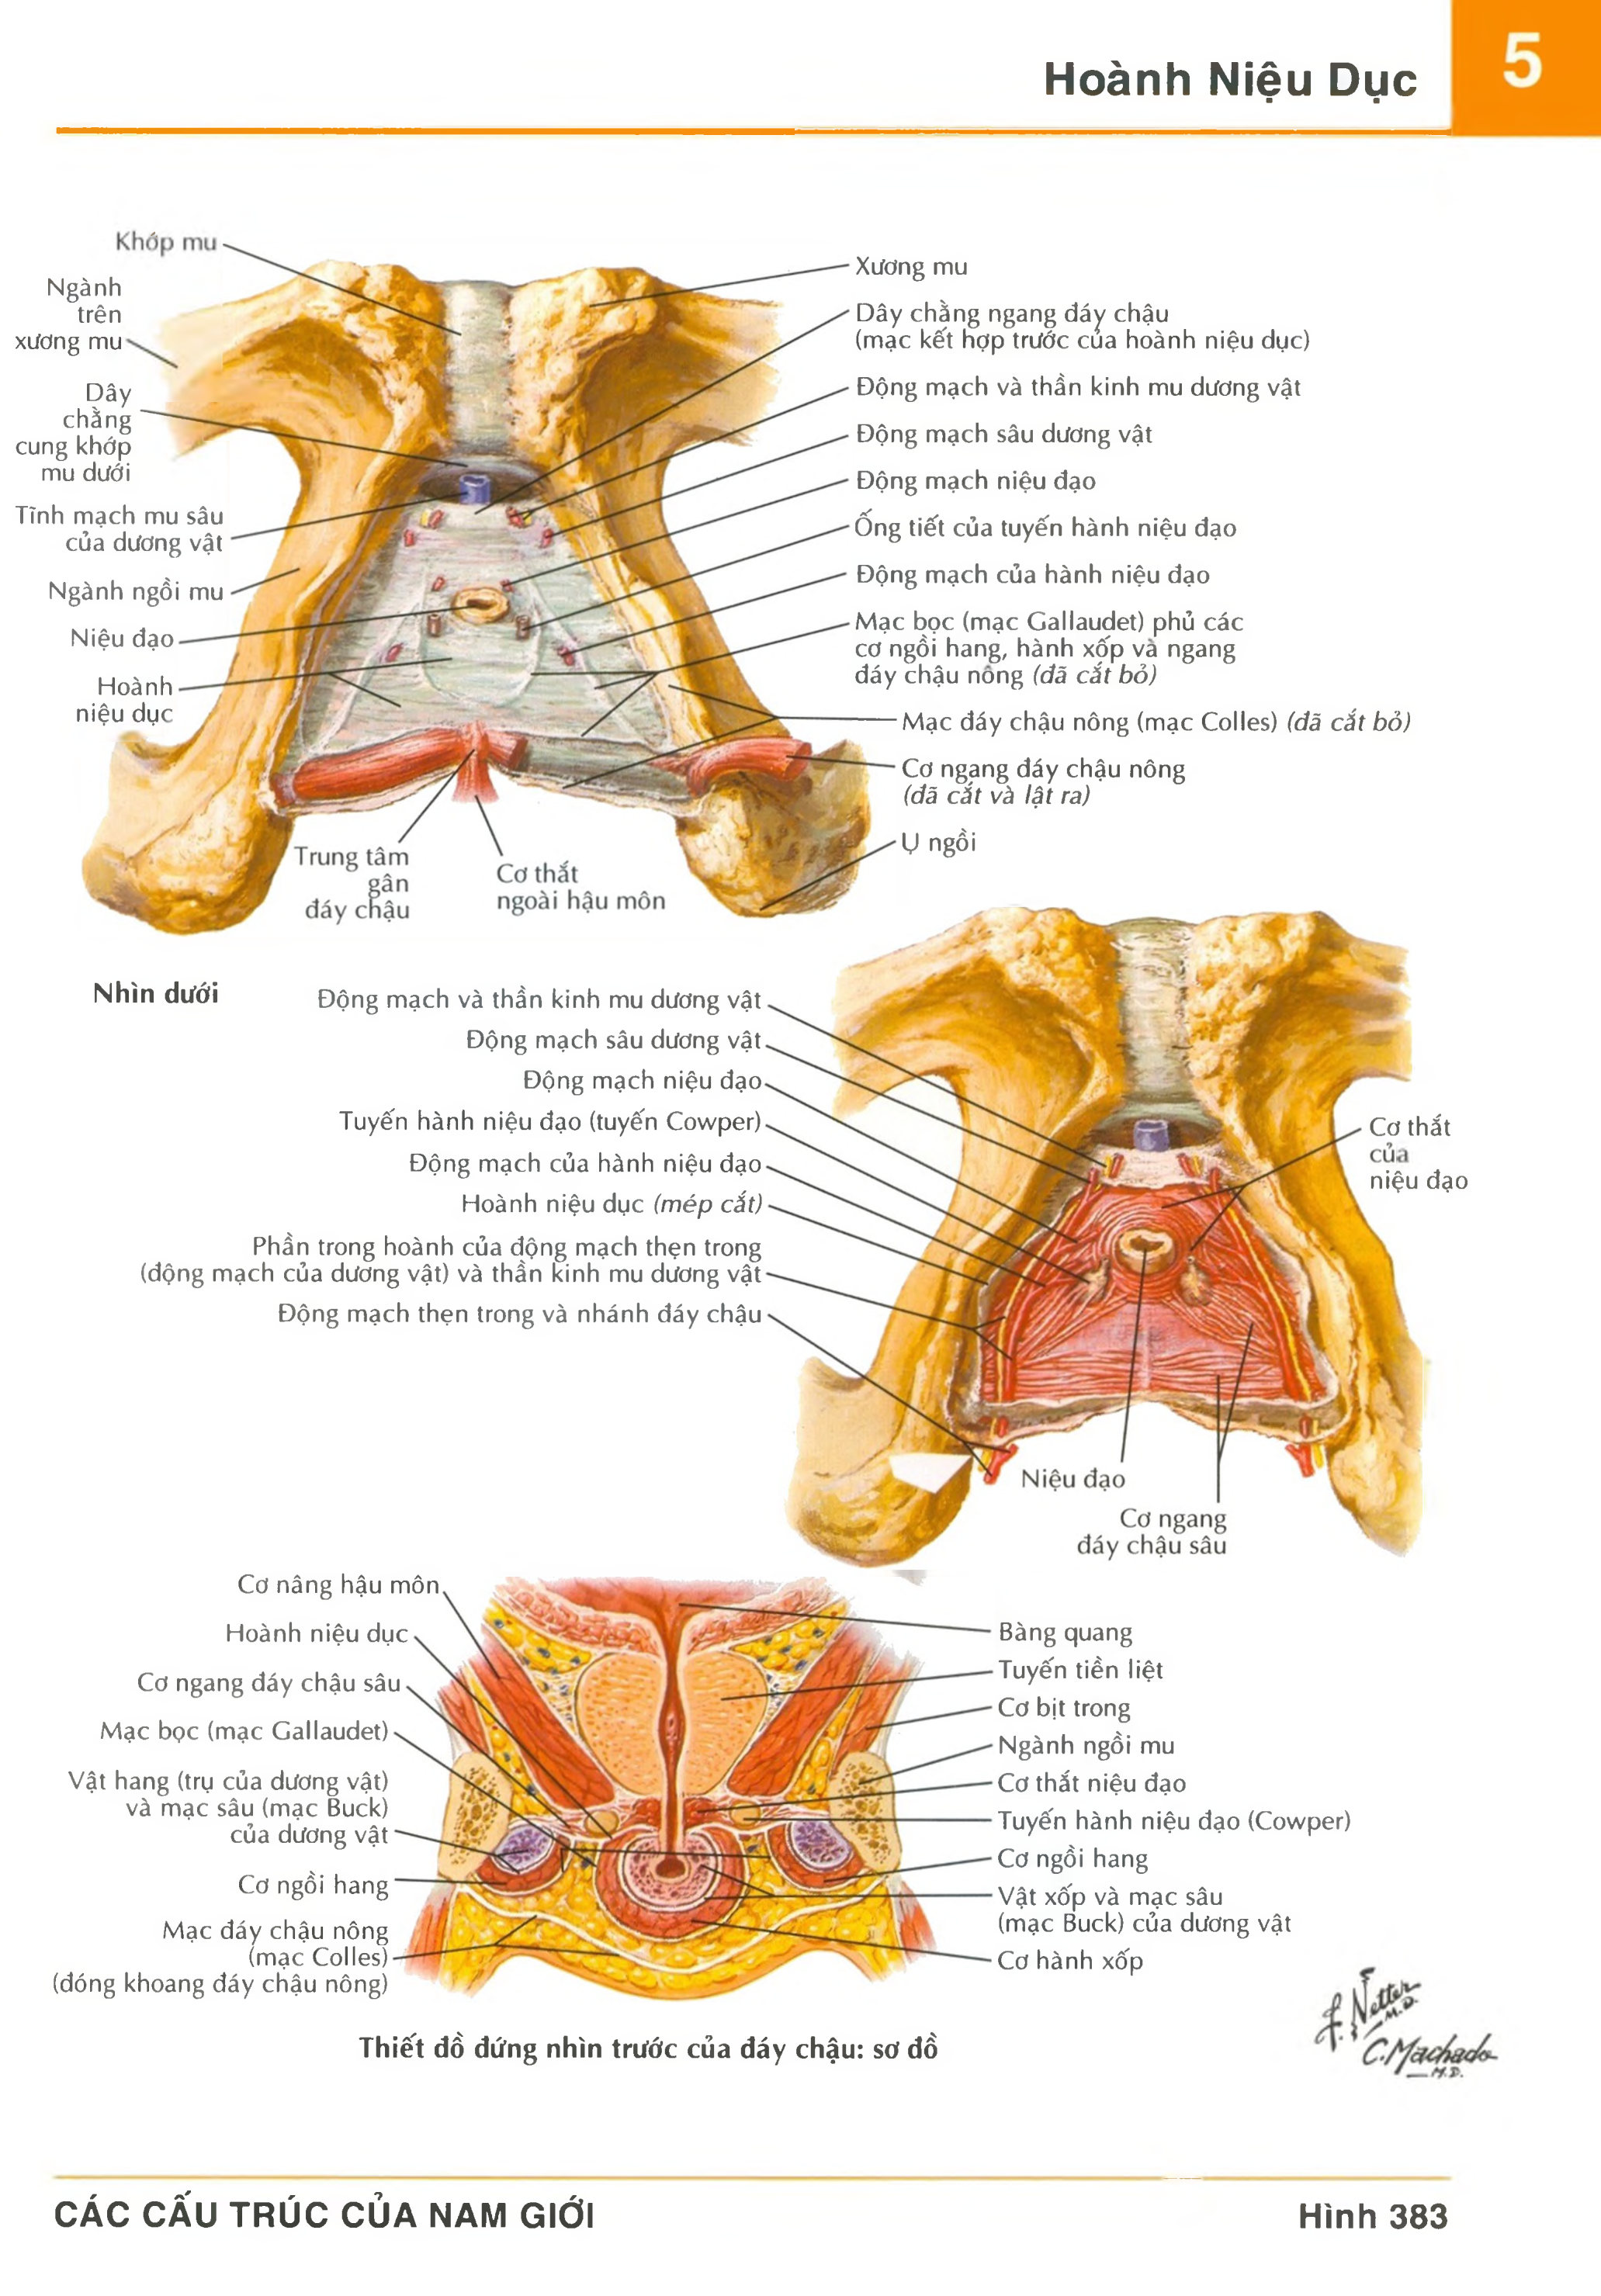 Hoành Niệu Dục
5
Khớp mu
Ngành
trên
xương mu
Dây
chằng
cung khớp
mu dưới
Tĩnh mạch mu sâu
của dương vật
Ngành ngồi mu
Niệu đạo
Hoành
niệu dục
Xương mu
Dây chằng ngang đáy chậu
(mạc kết hợp trước của hoành niệu dục)
Động mạch và thần kinh mu dương vật
Động mạch sâu dương vật
Động mạch niệu đạo
Ống tiết của tuyến hành niệu đạo
Động mạch của hành niệu đạo
Mạc bọc (mạc Gallaudet) phủ các
cơ ngồi hang, hành xốp và ngang
đáy chậu nông (đã cắt bỏ)
Mạc đáy chậu nông (mạc Colles) (đã cắt bỏ)
Cơ ngang đáy chậu nông
(đã cắt và lật ra)
Ụ ngồi
Trung tâm
gân
đáy chậu
Cơ thắt
ngoài hậu môn
Nhìn dưới
Động mạch và thần kinh mu dương vật
Động mạch sâu dương vật
Động mạch niệu đạo
Tuyến hành niệu đạo (tuyến Cowper)
Động mạch của hành niệu đạo
Hoành niệu dục (mép cắt)
Phần trong hoành của động mạch thẹn trong
(động mạch của dương vật) và thần kinh mu dương vật
Động mạch thẹn trong và nhánh đáy chậu
Cơ thắt
của
niệu đạo
Niệu đạo
Cơ ngang
đáy chậu sâu
Cơ nâng hậu môn
Hoành niệu dục
Cơ ngang đáy chậu sâu
Mạc bọc (mạc Gallaudet)
Vật hang (trụ của dương vật)
và mạc sâu (mạc Buck)
của dương vật
Cơ ngồi hang
Mạc đáy chậu nông
(mạc Colles)
(đóng khoang đáy chậu nông)
Bàng quang
Tuyến tiền liệt
Cơ bịt trong
Ngành ngồi mu
Cơ thắt niệu đạo
Tuyến hành niệu đạo (Cowper)
Cơ ngồi hang
Vật xốp và mạc sâu
(mạc Buck) của dương vật
Cơ hành xốp
Thiết đồ đứng nhìn trước của đáy chậu: sơ đồ
F. Netter
M.D.
C. Machado
M.D.
CÁC CẤU TRÚC CỦA NAM GIỚI
Hình 383